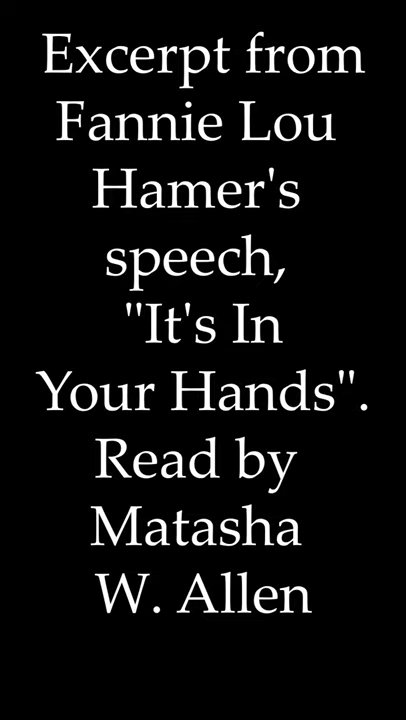 Excerpt from
Fannie Lou
Hamer's
speech,
"It's In
Your Hands".
Read by
Matasha
W. Allen